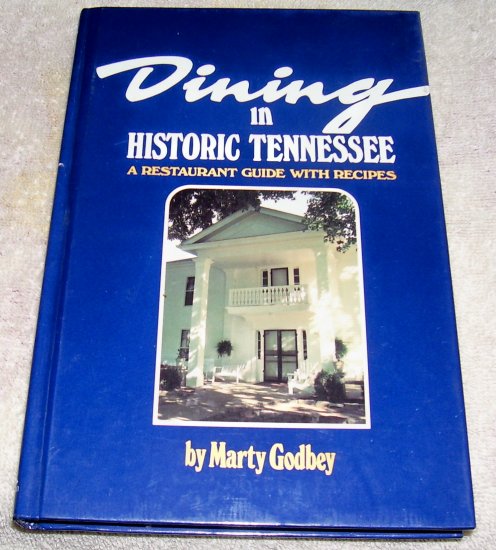 Dining
in
HISTORIC TENNESSEE
A RESTAURANT GUIDE WITH RECIPES
by Marty Godbey